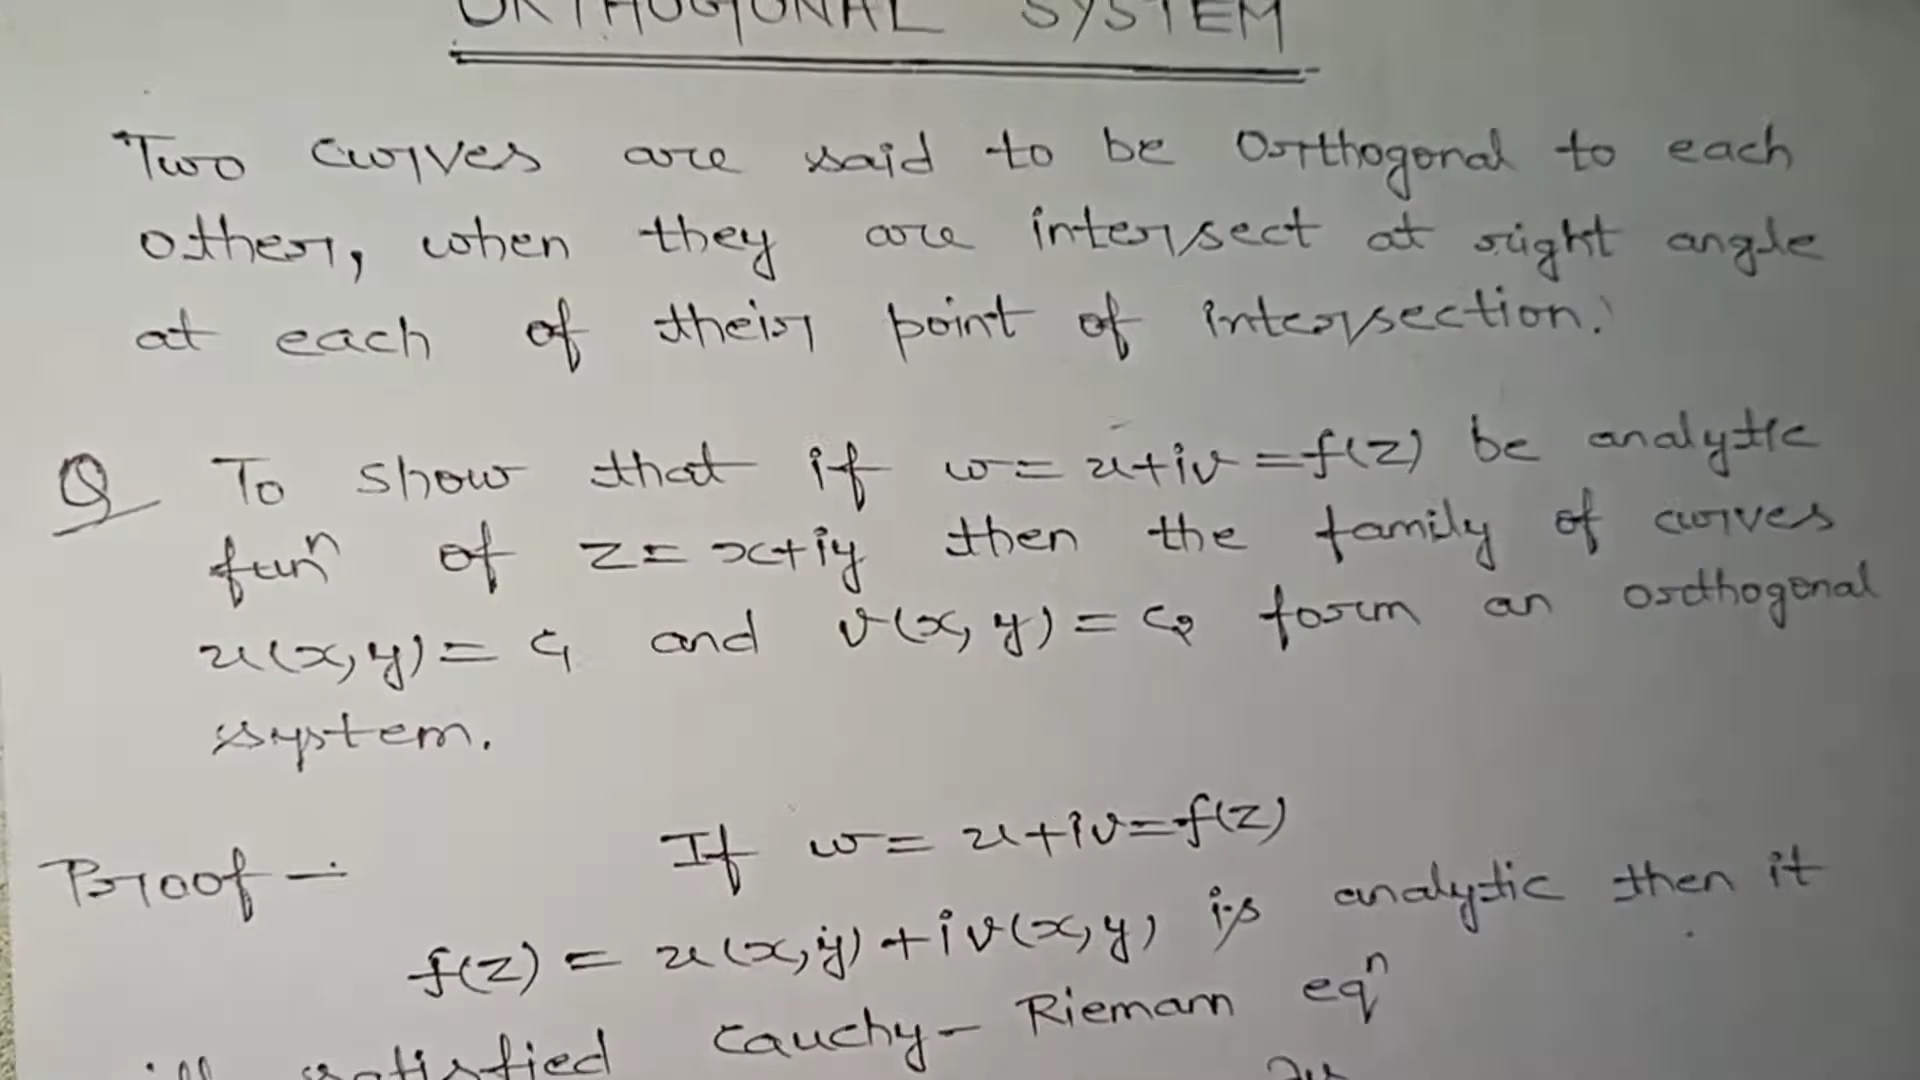 ORTHOGONAL SYSTEM
Two curves are said to be Orthogonal to each
other, when they are intersect at right angle
at each of their point of intersection.
Q To show that if w = u+iv = f(z) be analytic
funⁿ of z = x+iy then the family of curves
u(x,y) = c₁ and v(x,y) = c₂ form an orthogonal
system.
Proof - If w = u+iv = f(z)
f(z) = u(x,y) + iv(x,y) is analytic then it
satisfied Cauchy - Riemann eqⁿ